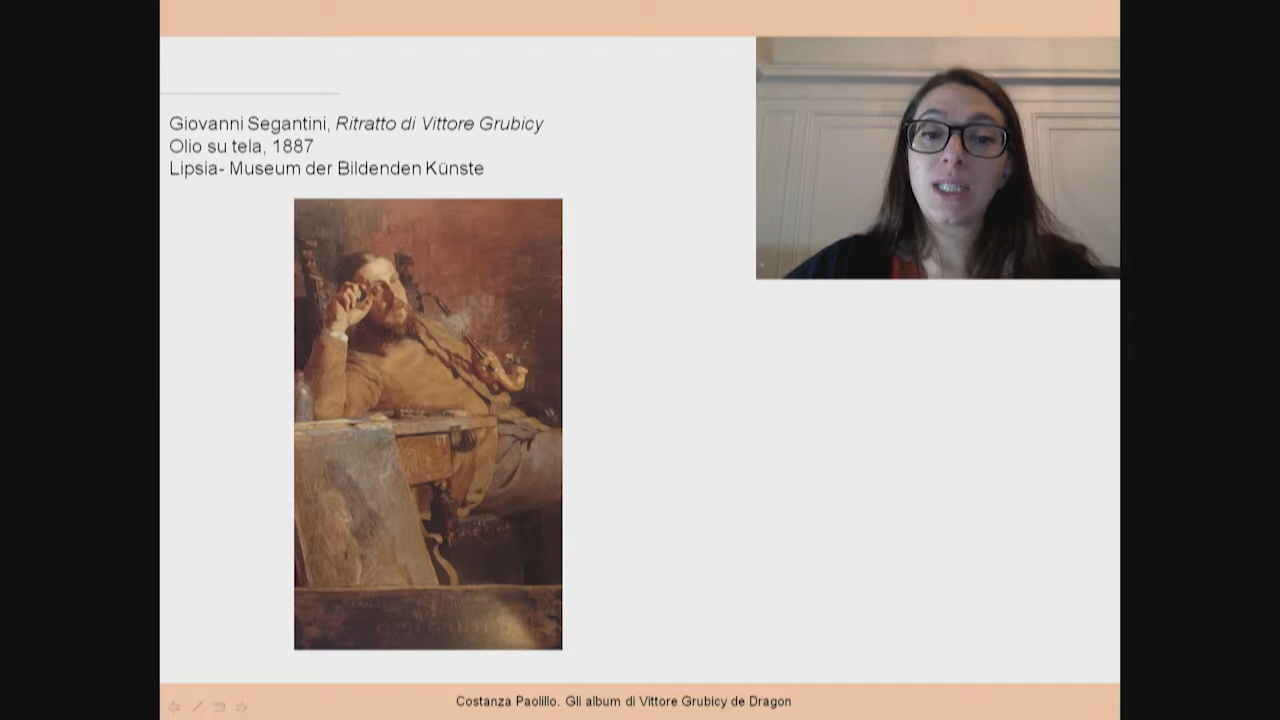 Giovanni Segantini, Ritratto di Vittore Grubicy
Olio su tela, 1887
Lipsia- Museum der Bildenden Künste
Costanza Paolillo. Gli album di Vittore Grubicy de Dragon